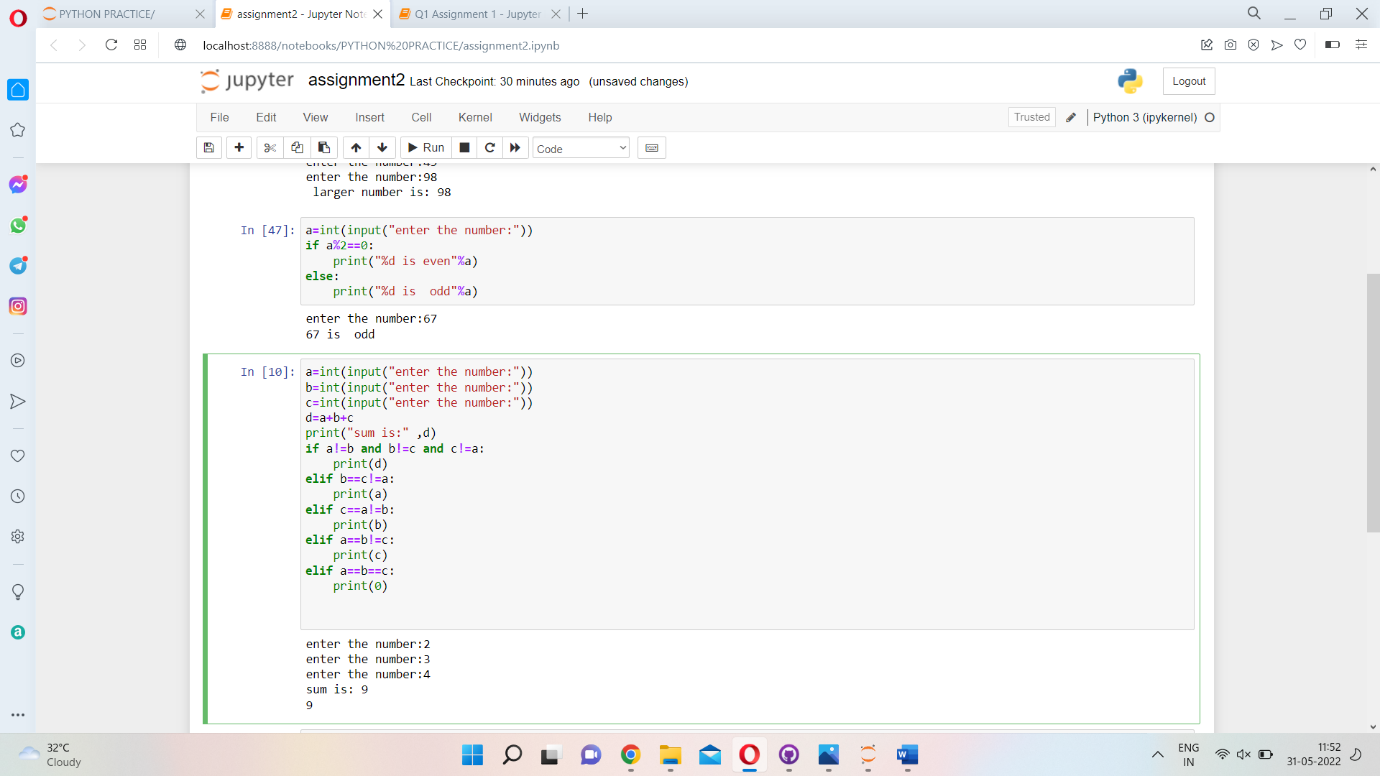 PYTHON PRACTICE/
assignment2 - Jupyter Not
Q1 Assignment 1 - Jupyter
localhost:8888/notebooks/PYTHON%20PRACTICE/assignment2.ipynb
jupyter assignment2 Last Checkpoint: 30 minutes ago (unsaved changes)
Logout
File Edit View Insert Cell Kernel Widgets Help
Trusted Python 3 (ipykernel)
Run Code
enter the number:45
enter the number:98
 larger number is: 98
In [47]: a=int(input("enter the number:"))
if a%2==0:
    print("%d is even"%a)
else:
    print("%d is  odd"%a)
enter the number:67
67 is  odd
In [10]: a=int(input("enter the number:"))
b=int(input("enter the number:"))
c=int(input("enter the number:"))
d=a+b+c
print("sum is:" ,d)
if a!=b and b!=c and c!=a:
    print(d)
elif b==c!=a:
    print(a)
elif c==a!=b:
    print(b)
elif a==b!=c:
    print(c)
elif a==b==c:
    print(0)
enter the number:2
enter the number:3
enter the number:4
sum is: 9
9
32°C
Cloudy
ENG
IN
11:52
31-05-2022